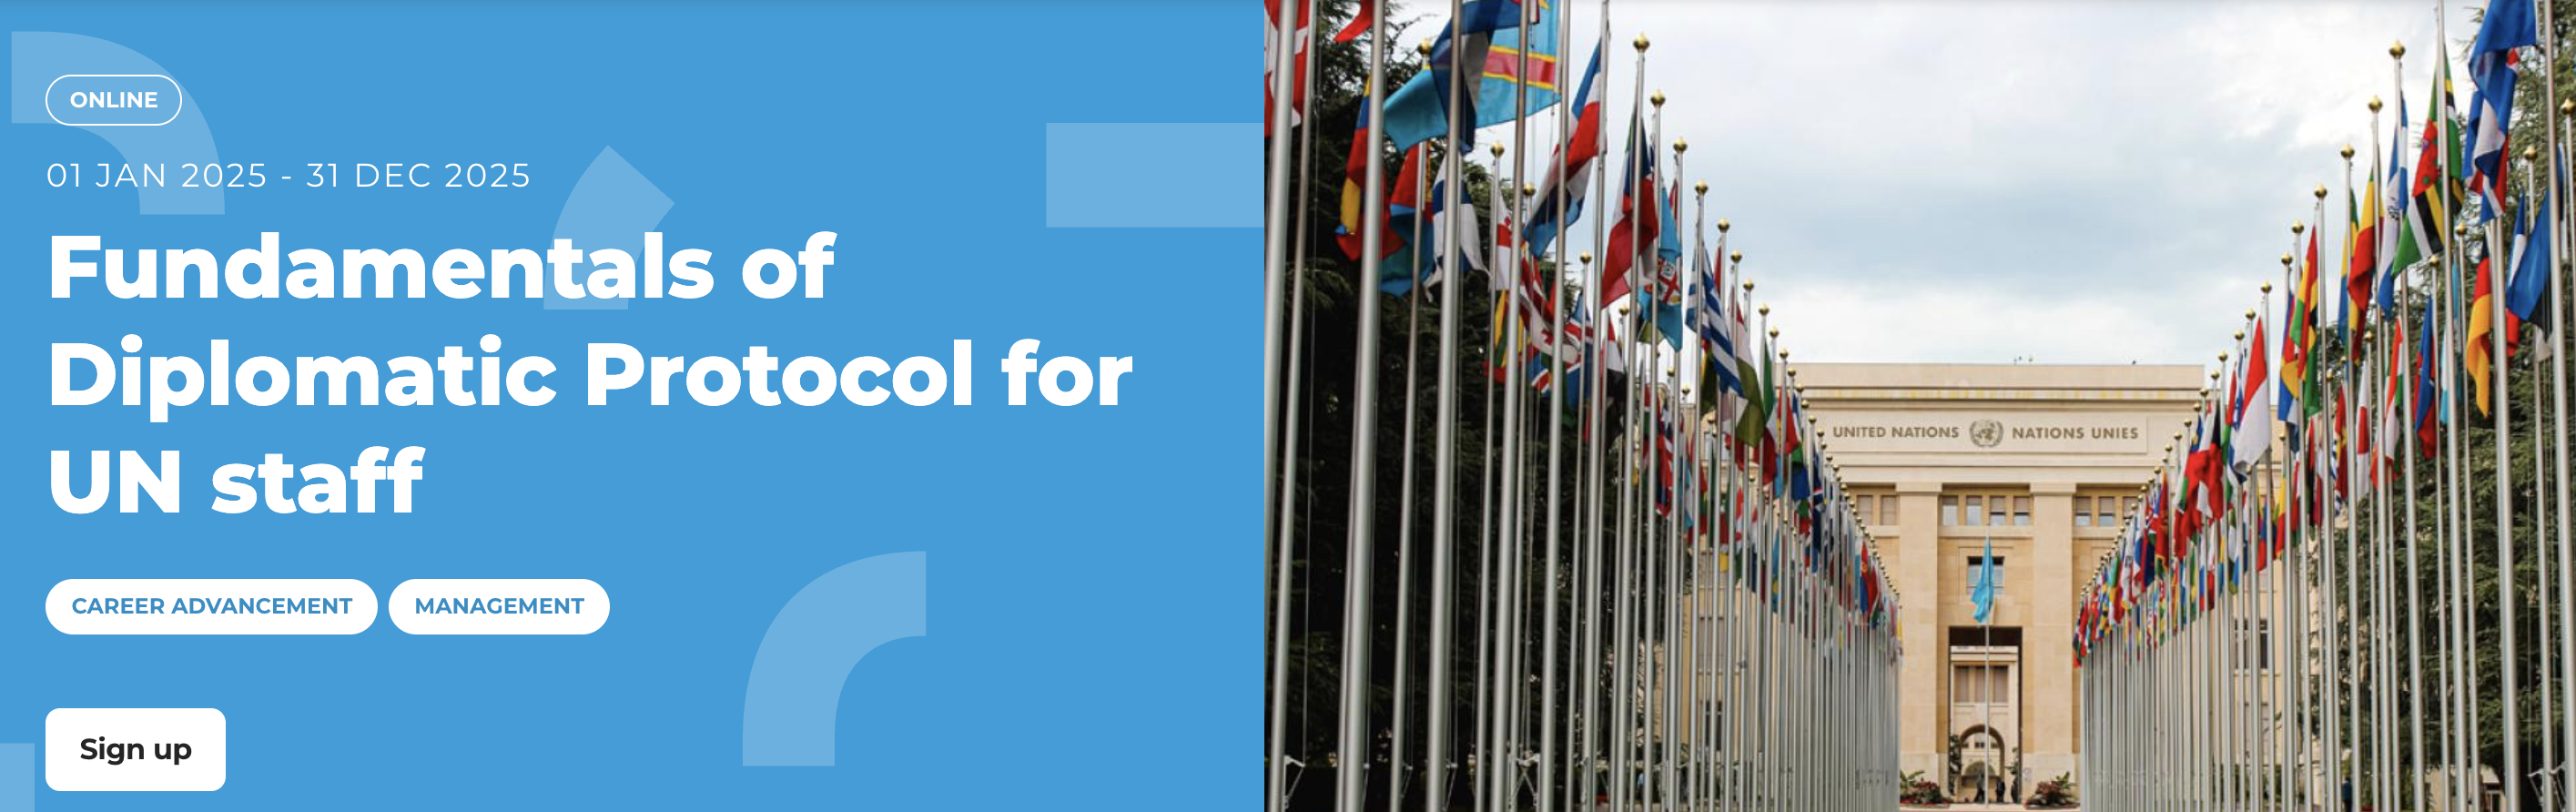 ONLINE
01 JAN 2025 - 31 DEC 2025
Fundamentals of
Diplomatic Protocol for
UN staff
CAREER ADVANCEMENT MANAGEMENT
Sign up
UNITED NATIONS NATIONS UNIES